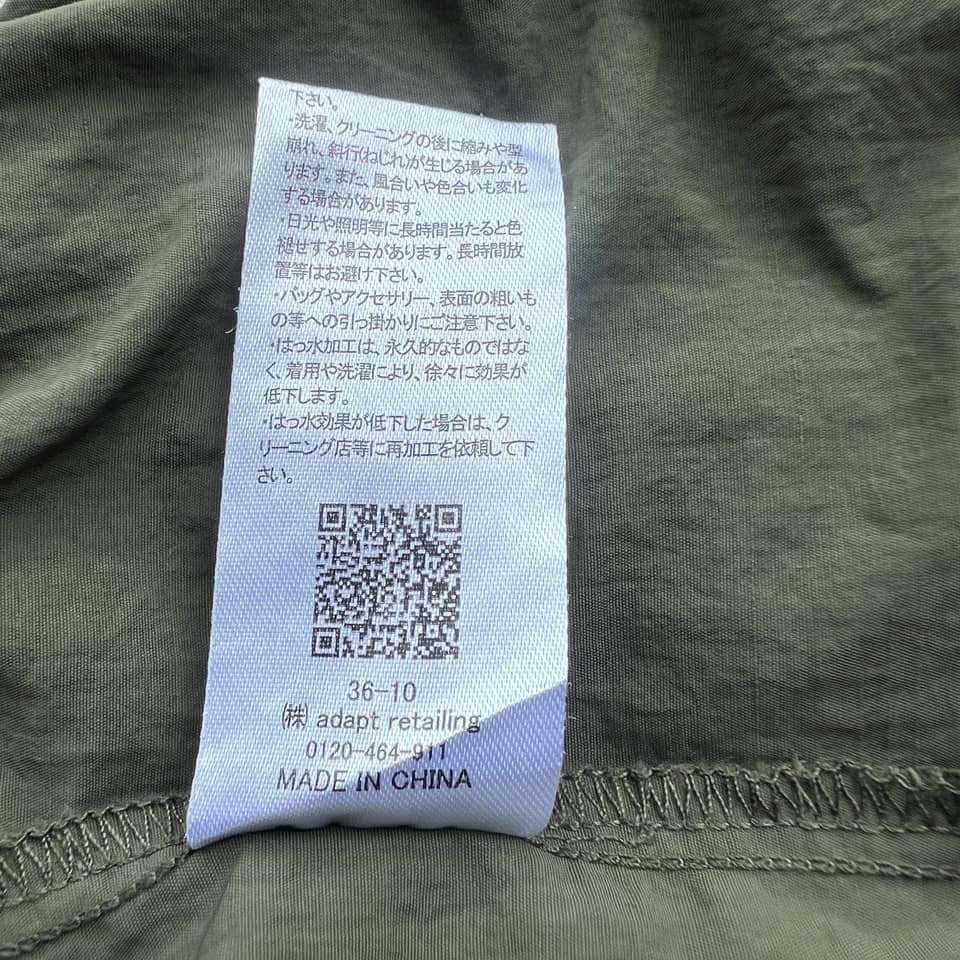 下さい。
・洗濯、クリーニングの後に縮みや型
崩れ、斜行(ねじれ)が生じる場合があ
ります。また、風合いや色合いも変化
する場合があります。
・日光や照明等に長時間当たると色
褪せする場合があります。長時間放
置等はお避け下さい。
・バッグやアクセサリー、表面の粗いも
の等への引っ掛かりにご注意下さい。
・はっ水加工は、永久的なものではな
く、着用や洗濯により、徐々に効果が
低下します。
・はっ水効果が低下した場合は、ク
リーニング店等に再加工を依頼して下
さい。
36-10
㈱ adapt retailing
0120-464-911
MADE IN CHINA